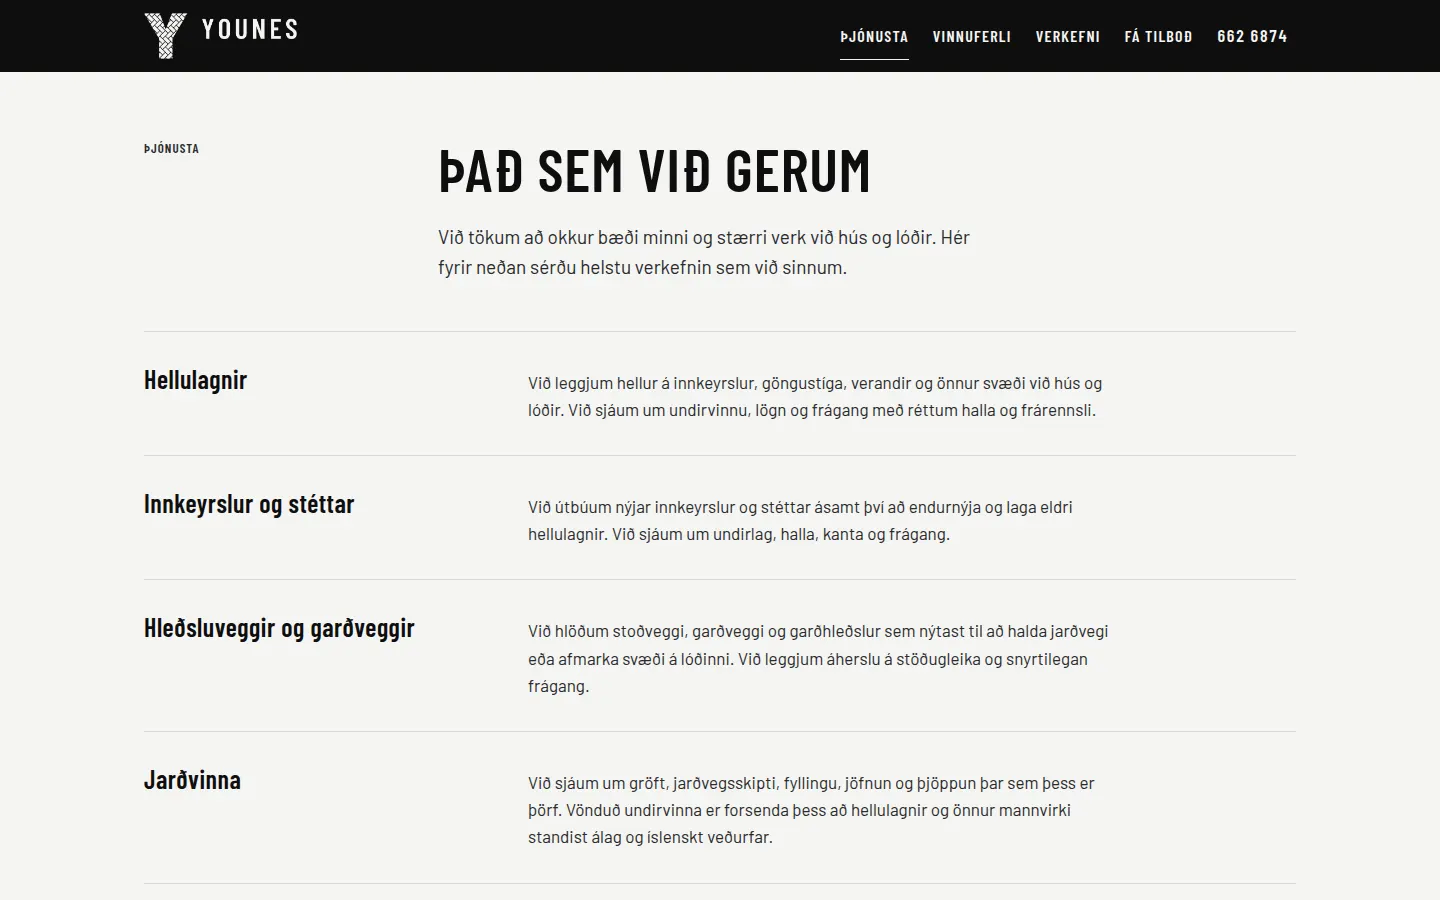 Y YOUNES
ÞJÓNUSTA VINNUFERLI VERKEFNI FÁ TILBOÐ 662 6874
ÞJÓNUSTA
ÞAÐ SEM VIÐ GERUM
Við tökum að okkur bæði minni og stærri verk við hús og lóðir. Hér
fyrir neðan sérðu helstu verkefnin sem við sinnum.
Hellulagnir
Við leggjum hellur á innkeyrslur, göngustíga, verandir og önnur svæði við hús og
lóðir. Við sjáum um undirvinnu, lögn og frágang með réttum halla og frárennsli.
Innkeyrslur og stéttar
Við útbúum nýjar innkeyrslur og stéttar ásamt því að endurnýja og laga eldri
hellulagnir. Við sjáum um undirlag, halla, kanta og frágang.
Hleðsluveggir og garðveggir
Við hlöðum stoðveggi, garðveggi og garðhleðslur sem nýtast til að halda jarðvegi
eða afmarka svæði á lóðinni. Við leggjum áherslu á stöðugleika og snyrtilegan
frágang.
Jarðvinna
Við sjáum um gröft, jarðvegsskipti, fyllingu, jöfnun og þjöppun þar sem þess er
þörf. Vönduð undirvinna er forsenda þess að hellulagnir og önnur mannvirki
standist álag og íslenskt veðurfar.